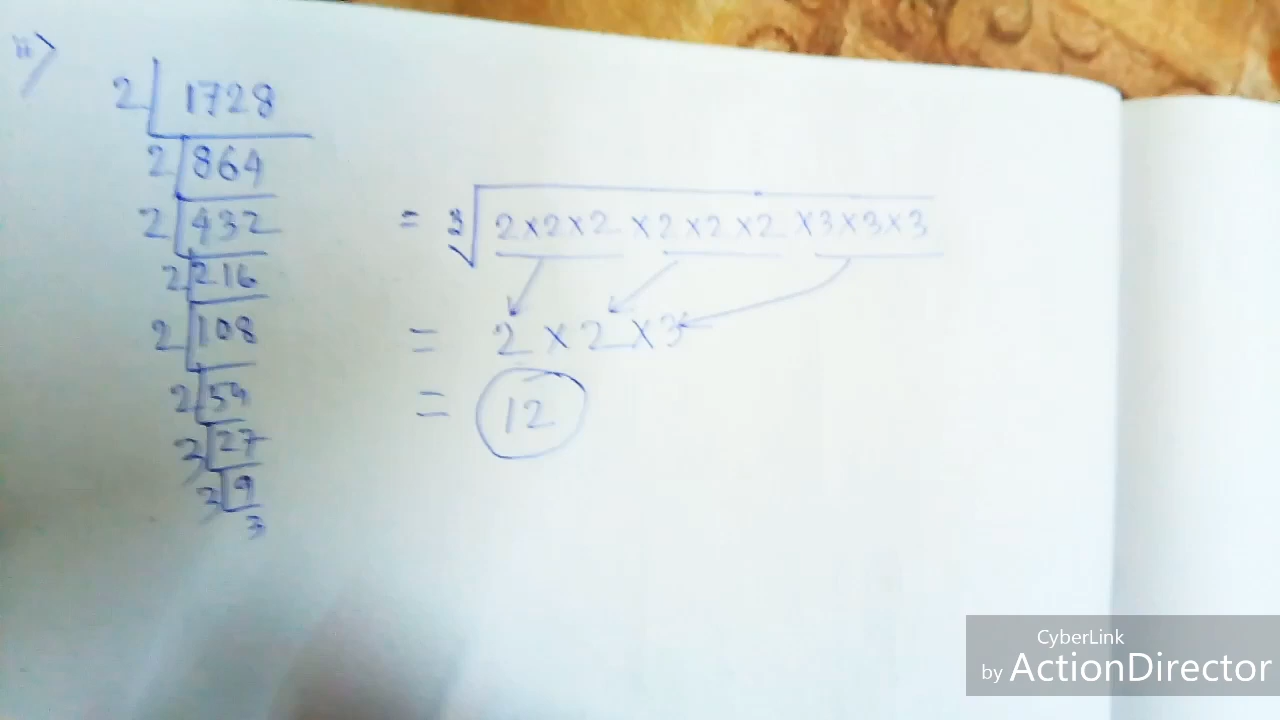 ii>
2 1728
2 864
2 432
2 216
2 108
2 54
3 27
3 9
3
= ∛2×2×2 ×2×2×2 ×3×3×3
= 2 × 2 × 3
= 12
CyberLink
by ActionDirector